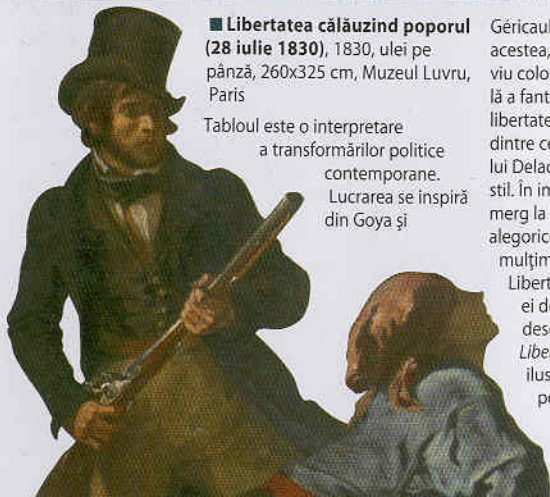 ■ Libertatea călăuzind poporul
(28 iulie 1830), 1830, ulei pe
pânză, 260x325 cm, Muzeul Luvru,
Paris
Tabloul este o interpretare
a transformărilor politice
contemporane.
Lucrarea se inspiră
din Goya şi
Géricaul
acestea,
viu colo
lă a fant
libertate
dintre ce
lui Delac
stil. În in
merg la
alegoric
mulţim
Libert
ei d
des
Liber
ilus
p